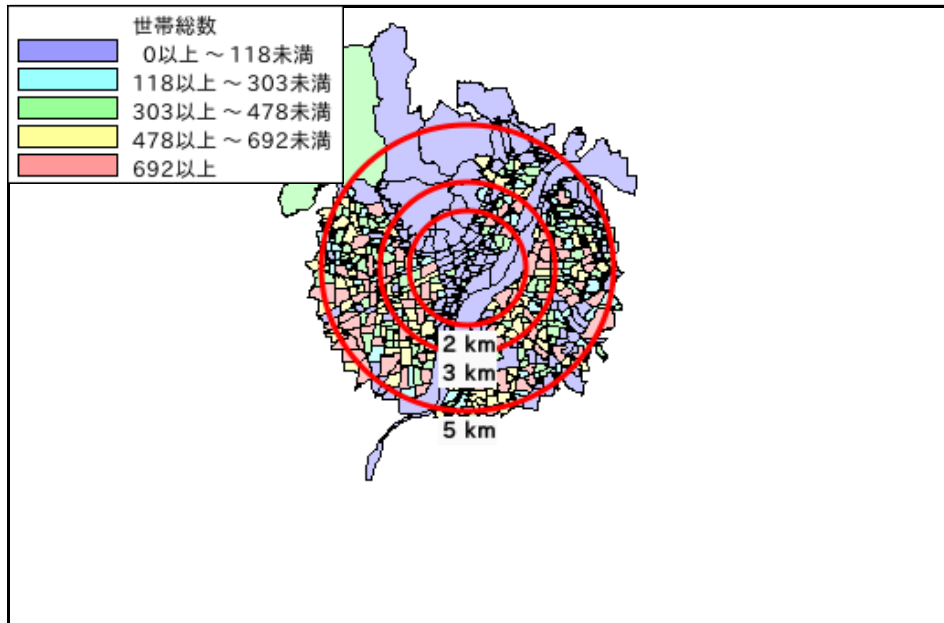 世帯総数
0以上 ～ 118未満
118以上 ～ 303未満
303以上 ～ 478未満
478以上 ～ 692未満
692以上
2 km
3 km
5 km